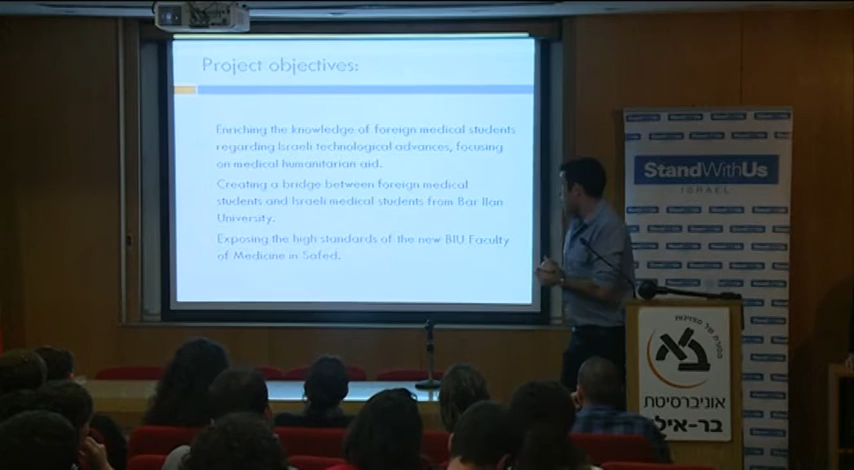 Project objectives:
Enriching the knowledge of foreign medical students
regarding Israeli technological advances, focusing
on medical humanitarian aid.
Creating a bridge between foreign medical
students and Israeli medical students from Bar Ilan
University.
Exposing the high standards of the new BIU Faculty
of Medicine in Safed.
StandWithUs
ISRAEL
אוניברסיטת
בר-אילן